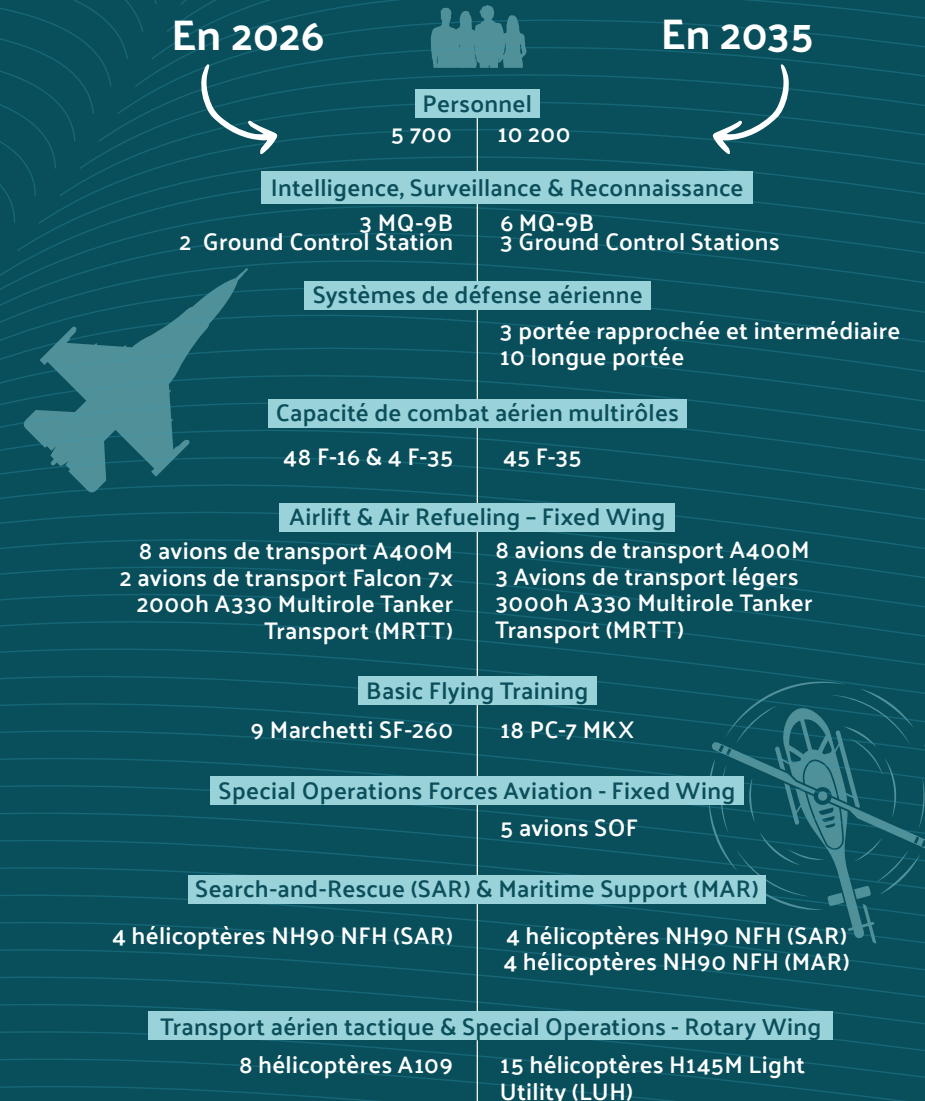 En 2026
En 2035
Personnel
5 700
10 200
Intelligence, Surveillance & Reconnaissance
3 MQ-9B
2 Ground Control Station
6 MQ-9B
3 Ground Control Stations
Systèmes de défense aérienne
3 portée rapprochée et intermédiaire
10 longue portée
Capacité de combat aérien multirôles
48 F-16 & 4 F-35
45 F-35
Airlift & Air Refueling – Fixed Wing
8 avions de transport A400M
2 avions de transport Falcon 7x
2000h A330 Multirole Tanker
Transport (MRTT)
8 avions de transport A400M
3 Avions de transport légers
3000h A330 Multirole Tanker
Transport (MRTT)
Basic Flying Training
9 Marchetti SF-260
18 PC-7 MKX
Special Operations Forces Aviation - Fixed Wing
5 avions SOF
Search-and-Rescue (SAR) & Maritime Support (MAR)
4 hélicoptères NH90 NFH (SAR)
4 hélicoptères NH90 NFH (SAR)
4 hélicoptères NH90 NFH (MAR)
Transport aérien tactique & Special Operations - Rotary Wing
8 hélicoptères A109
15 hélicoptères H145M Light
Utility (LUH)